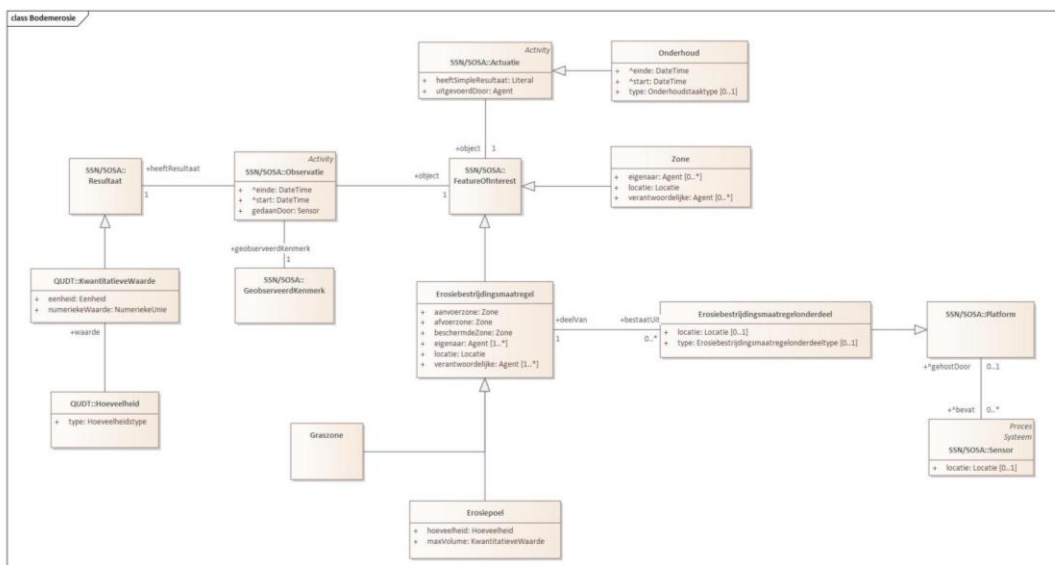 class Bodemerosie
Activity
SSN/SOSA::Actuatie
+ heeftSimpleResultaat: Literal
+ uitgevoerdDoor: Agent
Onderhoud
+ ^einde: DateTime
+ ^start: DateTime
+ type: Onderhoudstaaktype [0..1]
+object 1
SSN/SOSA::
Resultaat
+heeftResultaat
1
Activity
SSN/SOSA::Observatie
+ ^einde: DateTime
+ ^start: DateTime
+ gedaanDoor: Sensor
+object
1
SSN/SOSA::
FeatureOfInterest
Zone
+ eigenaar: Agent [0..*]
+ locatie: Locatie
+ verantwoordelijke: Agent [0..*]
+geobserveerdKenmerk
1
SSN/SOSA::
GeobserveerdKenmerk
QUDT::KwantitatieveWaarde
+ eenheid: Eenheid
+ numeriekeWaarde: NumeriekeUnie
+waarde
QUDT::Hoeveelheid
+ type: Hoeveelheidstype
Erosiebestrijdingsmaatregel
+ aanvoerzone: Zone
+ afvoerzone: Zone
+ beschermdeZone: Zone
+ eigenaar: Agent [1..*]
+ locatie: Locatie
+ verantwoordelijke: Agent [1..*]
+deelVan
1
+bestaatUit
0..*
Erosiebestrijdingsmaatregelonderdeel
+ locatie: Locatie [0..1]
+ type: Erosiebestrijdingsmaatregelonderdeeltype [0..1]
SSN/SOSA::Platform
+^gehostDoor 0..1
+^bevat 0..*
Proces
Systeem
SSN/SOSA::Sensor
+ locatie: Locatie [0..1]
Graszone
Erosiepoel
+ hoeveelheid: Hoeveelheid
+ maxVolume: KwantitatieveWaarde